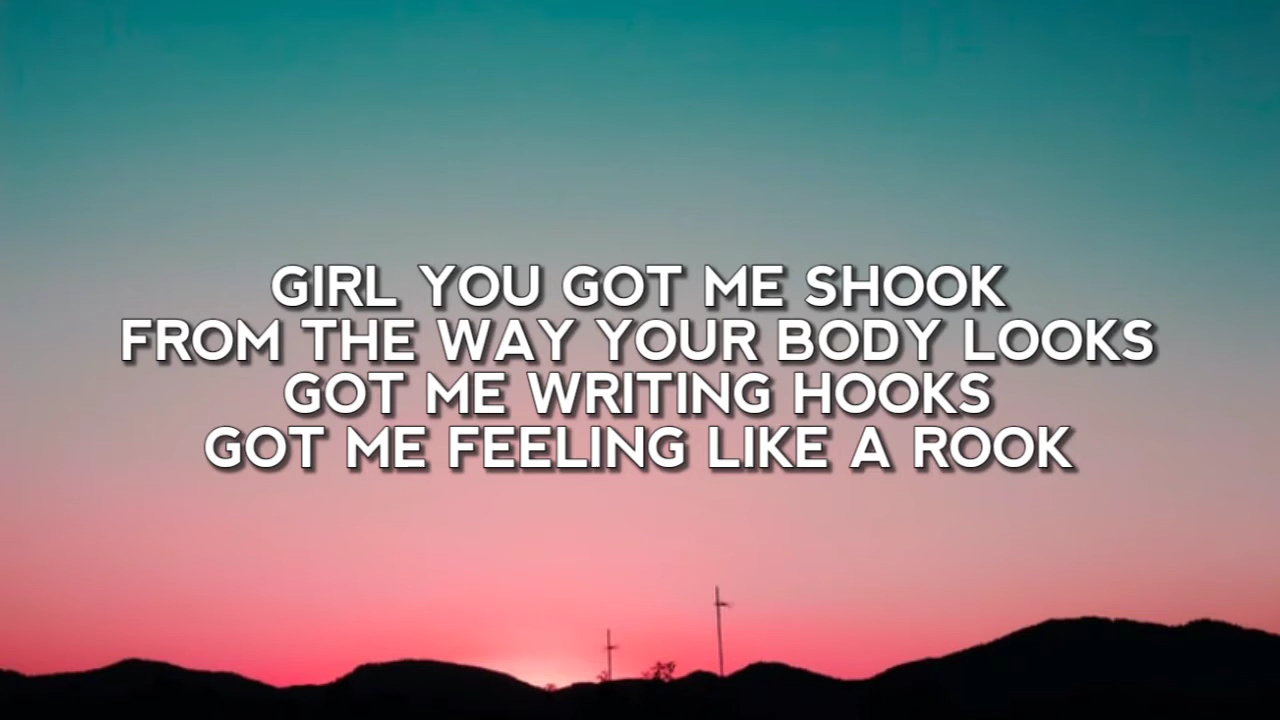 GIRL YOU GOT ME SHOOK
FROM THE WAY YOUR BODY LOOKS
GOT ME WRITING HOOKS
GOT ME FEELING LIKE A ROOK